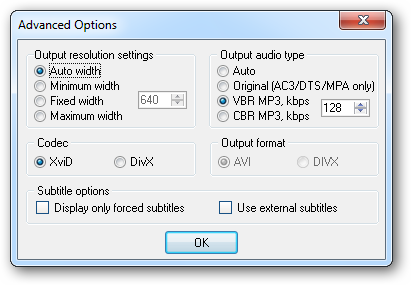 Advanced Options
Output resolution settings
Auto width
Minimum width
Fixed width
640
Maximum width
Output audio type
Auto
Original (AC3/DTS/MPA only)
VBR MP3, kbps
128
CBR MP3, kbps
Codec
XviD
DivX
Output format
AVI
DIVX
Subtitle options
Display only forced subtitles
Use external subtitles
OK